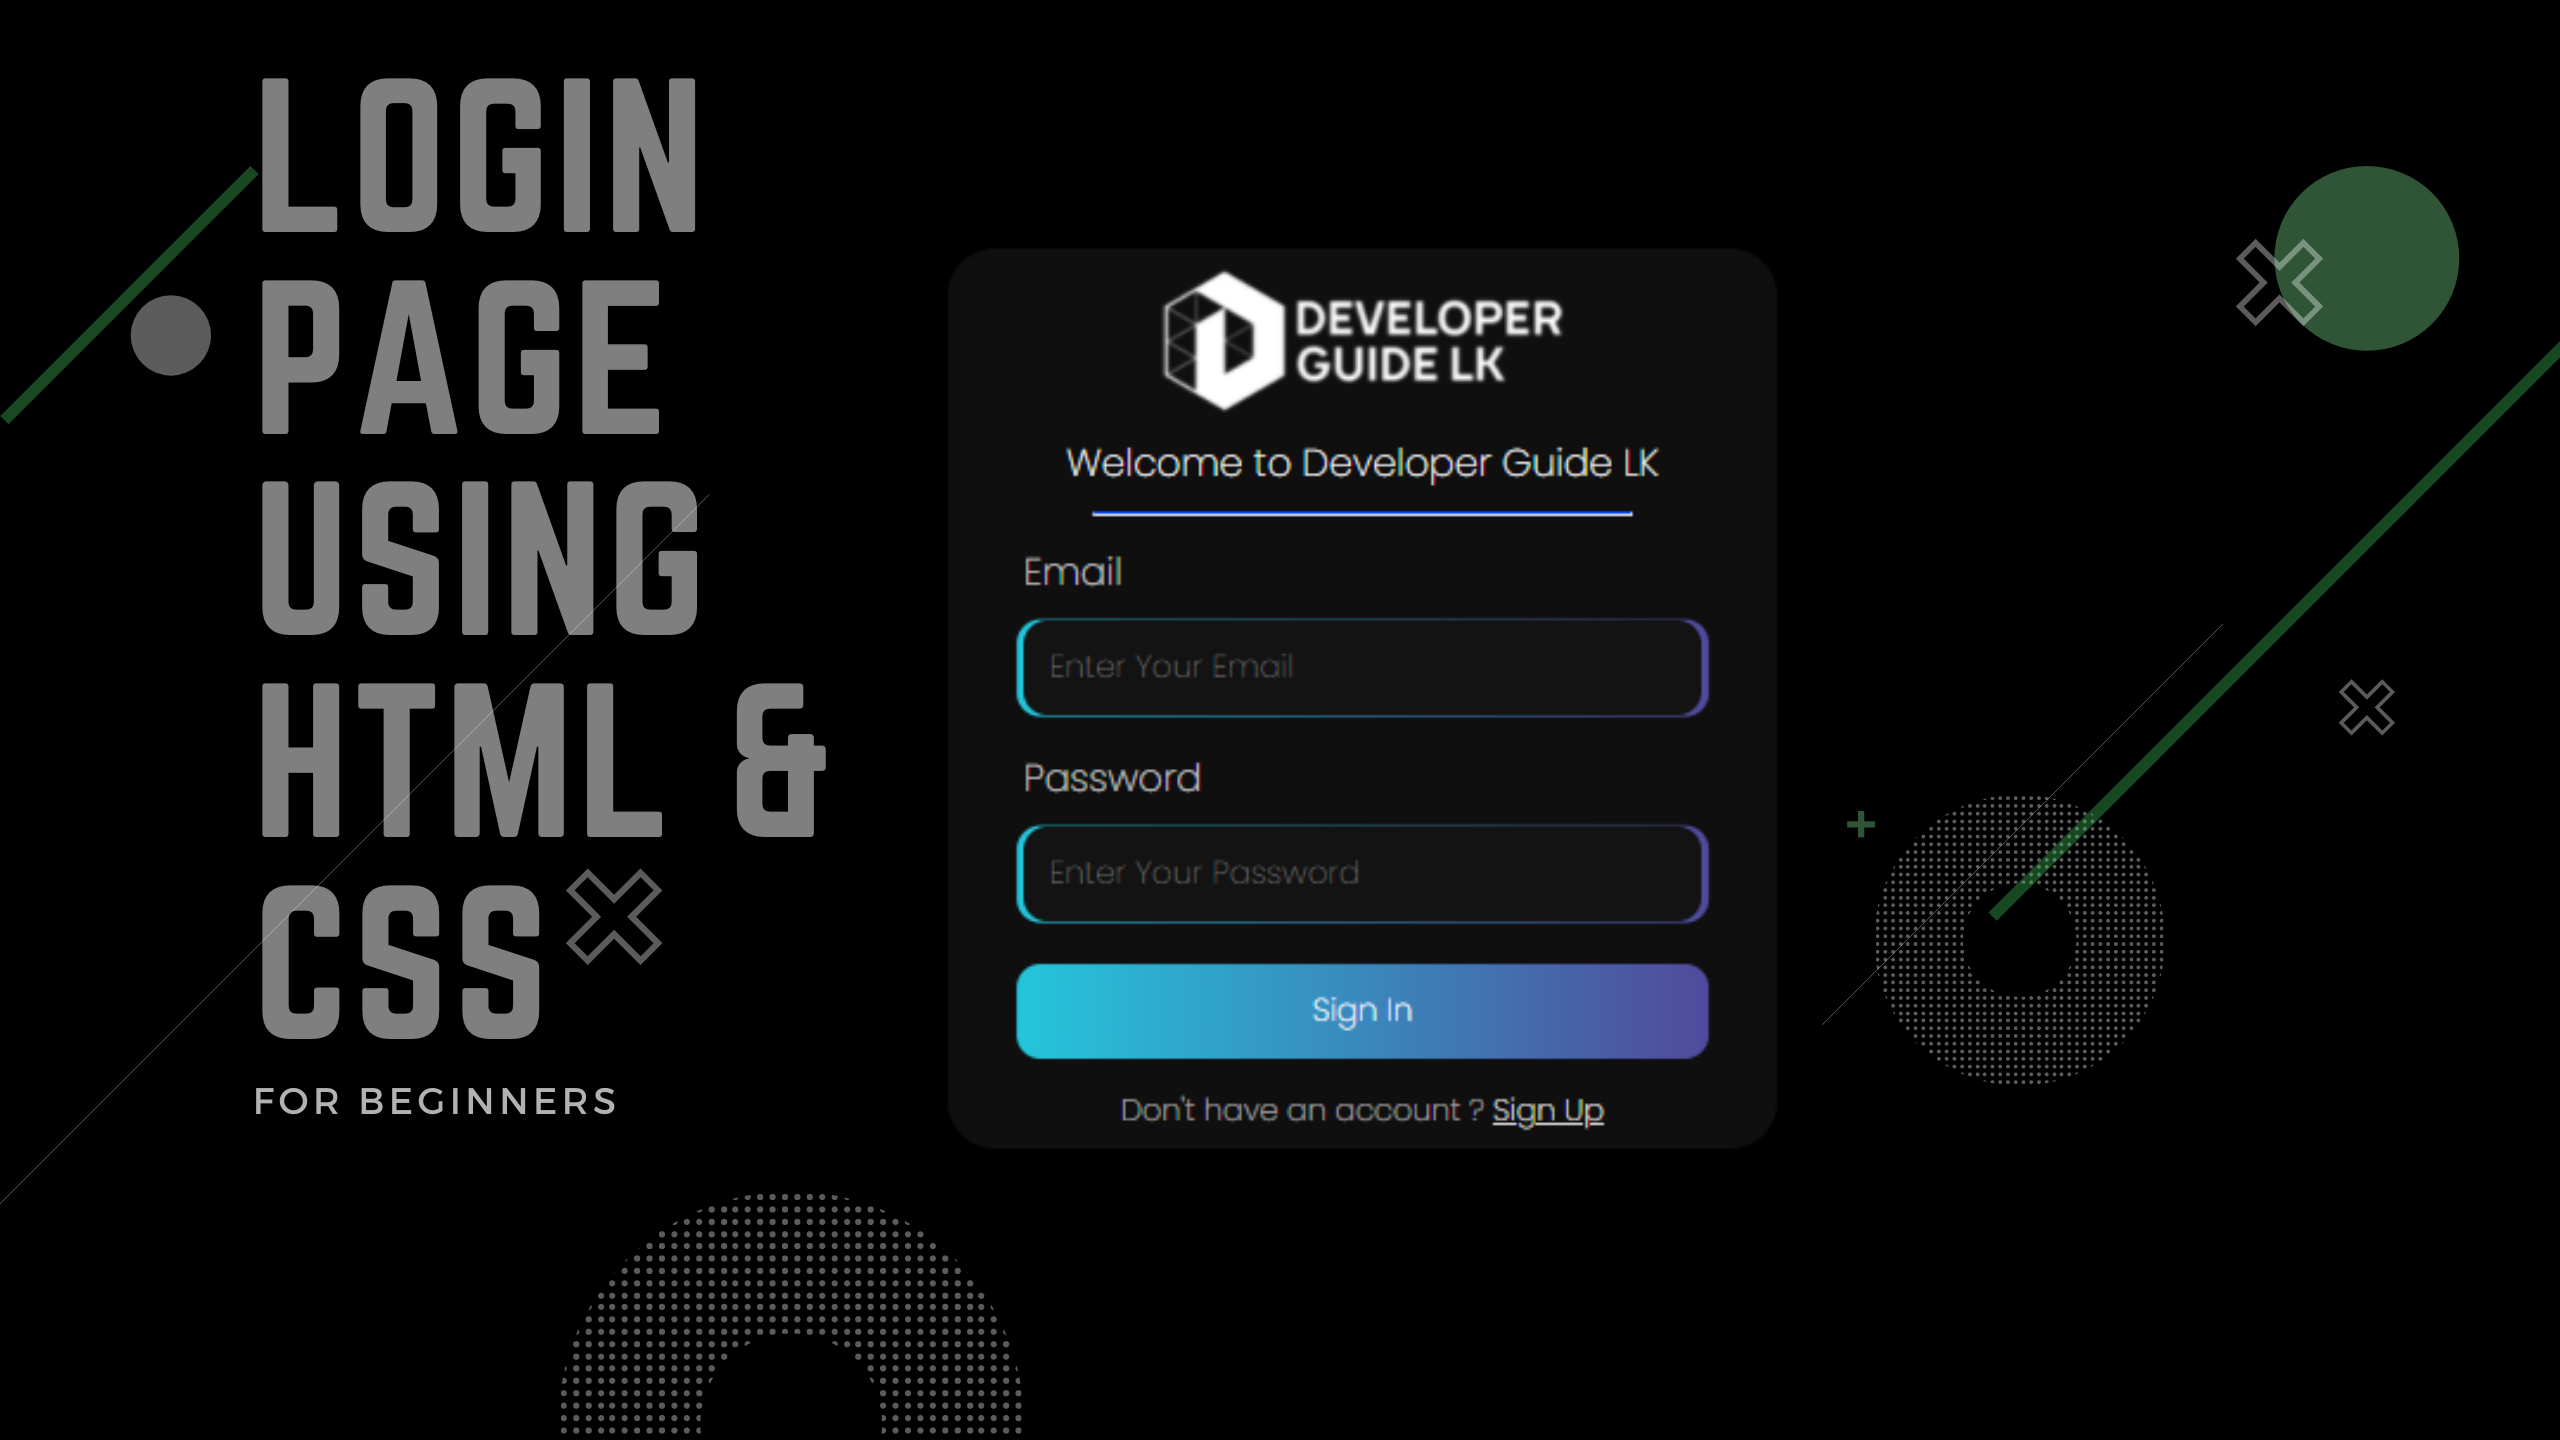 LOGIN
PAGE
USING
HTML &
CSS
FOR BEGINNERS
DEVELOPER
GUIDE LK
Welcome to Developer Guide LK
Email
Enter Your Email
Password
Enter Your Password
Sign In
Don't have an account ? Sign Up